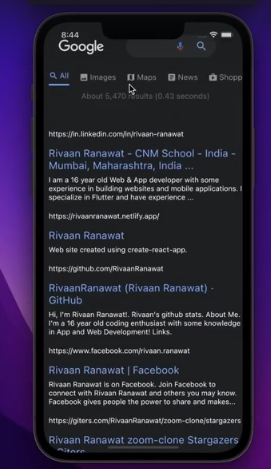 8:44
Google
All Images Maps News Shopp
About 5,470 results (0.43 seconds)
https://in.linkedin.com/in/rivaan-ranawat
Rivaan Ranawat - CNM School - India -
Mumbai, Maharashtra, India ...
I am a 16 year old Web & App developer with some
experience in building websites and mobile applications. I
specialize in Flutter and have experience ...
https://rivaanranawat.netlify.app/
Rivaan Ranawat
Web site created using create-react-app.
https://github.com/RivaanRanawat
RivaanRanawat (Rivaan Ranawat) ·
GitHub
Hi, I'm Rivaan Ranawat!. Rivaan's github stats. About Me.
I'm a 16 year old coding enthusiast with some knowledge
in App and Web Development! Links.
https://www.facebook.com/rivaan.ranawat
Rivaan Ranawat | Facebook
Rivaan Ranawat is on Facebook. Join Facebook to
connect with Rivaan Ranawat and others you may know.
Facebook gives people the power to share and makes...
https://giters.com/RivaanRanawat/zoom-clone/stargazers
Rivaan Ranawat zoom-clone Stargazers
- Giters